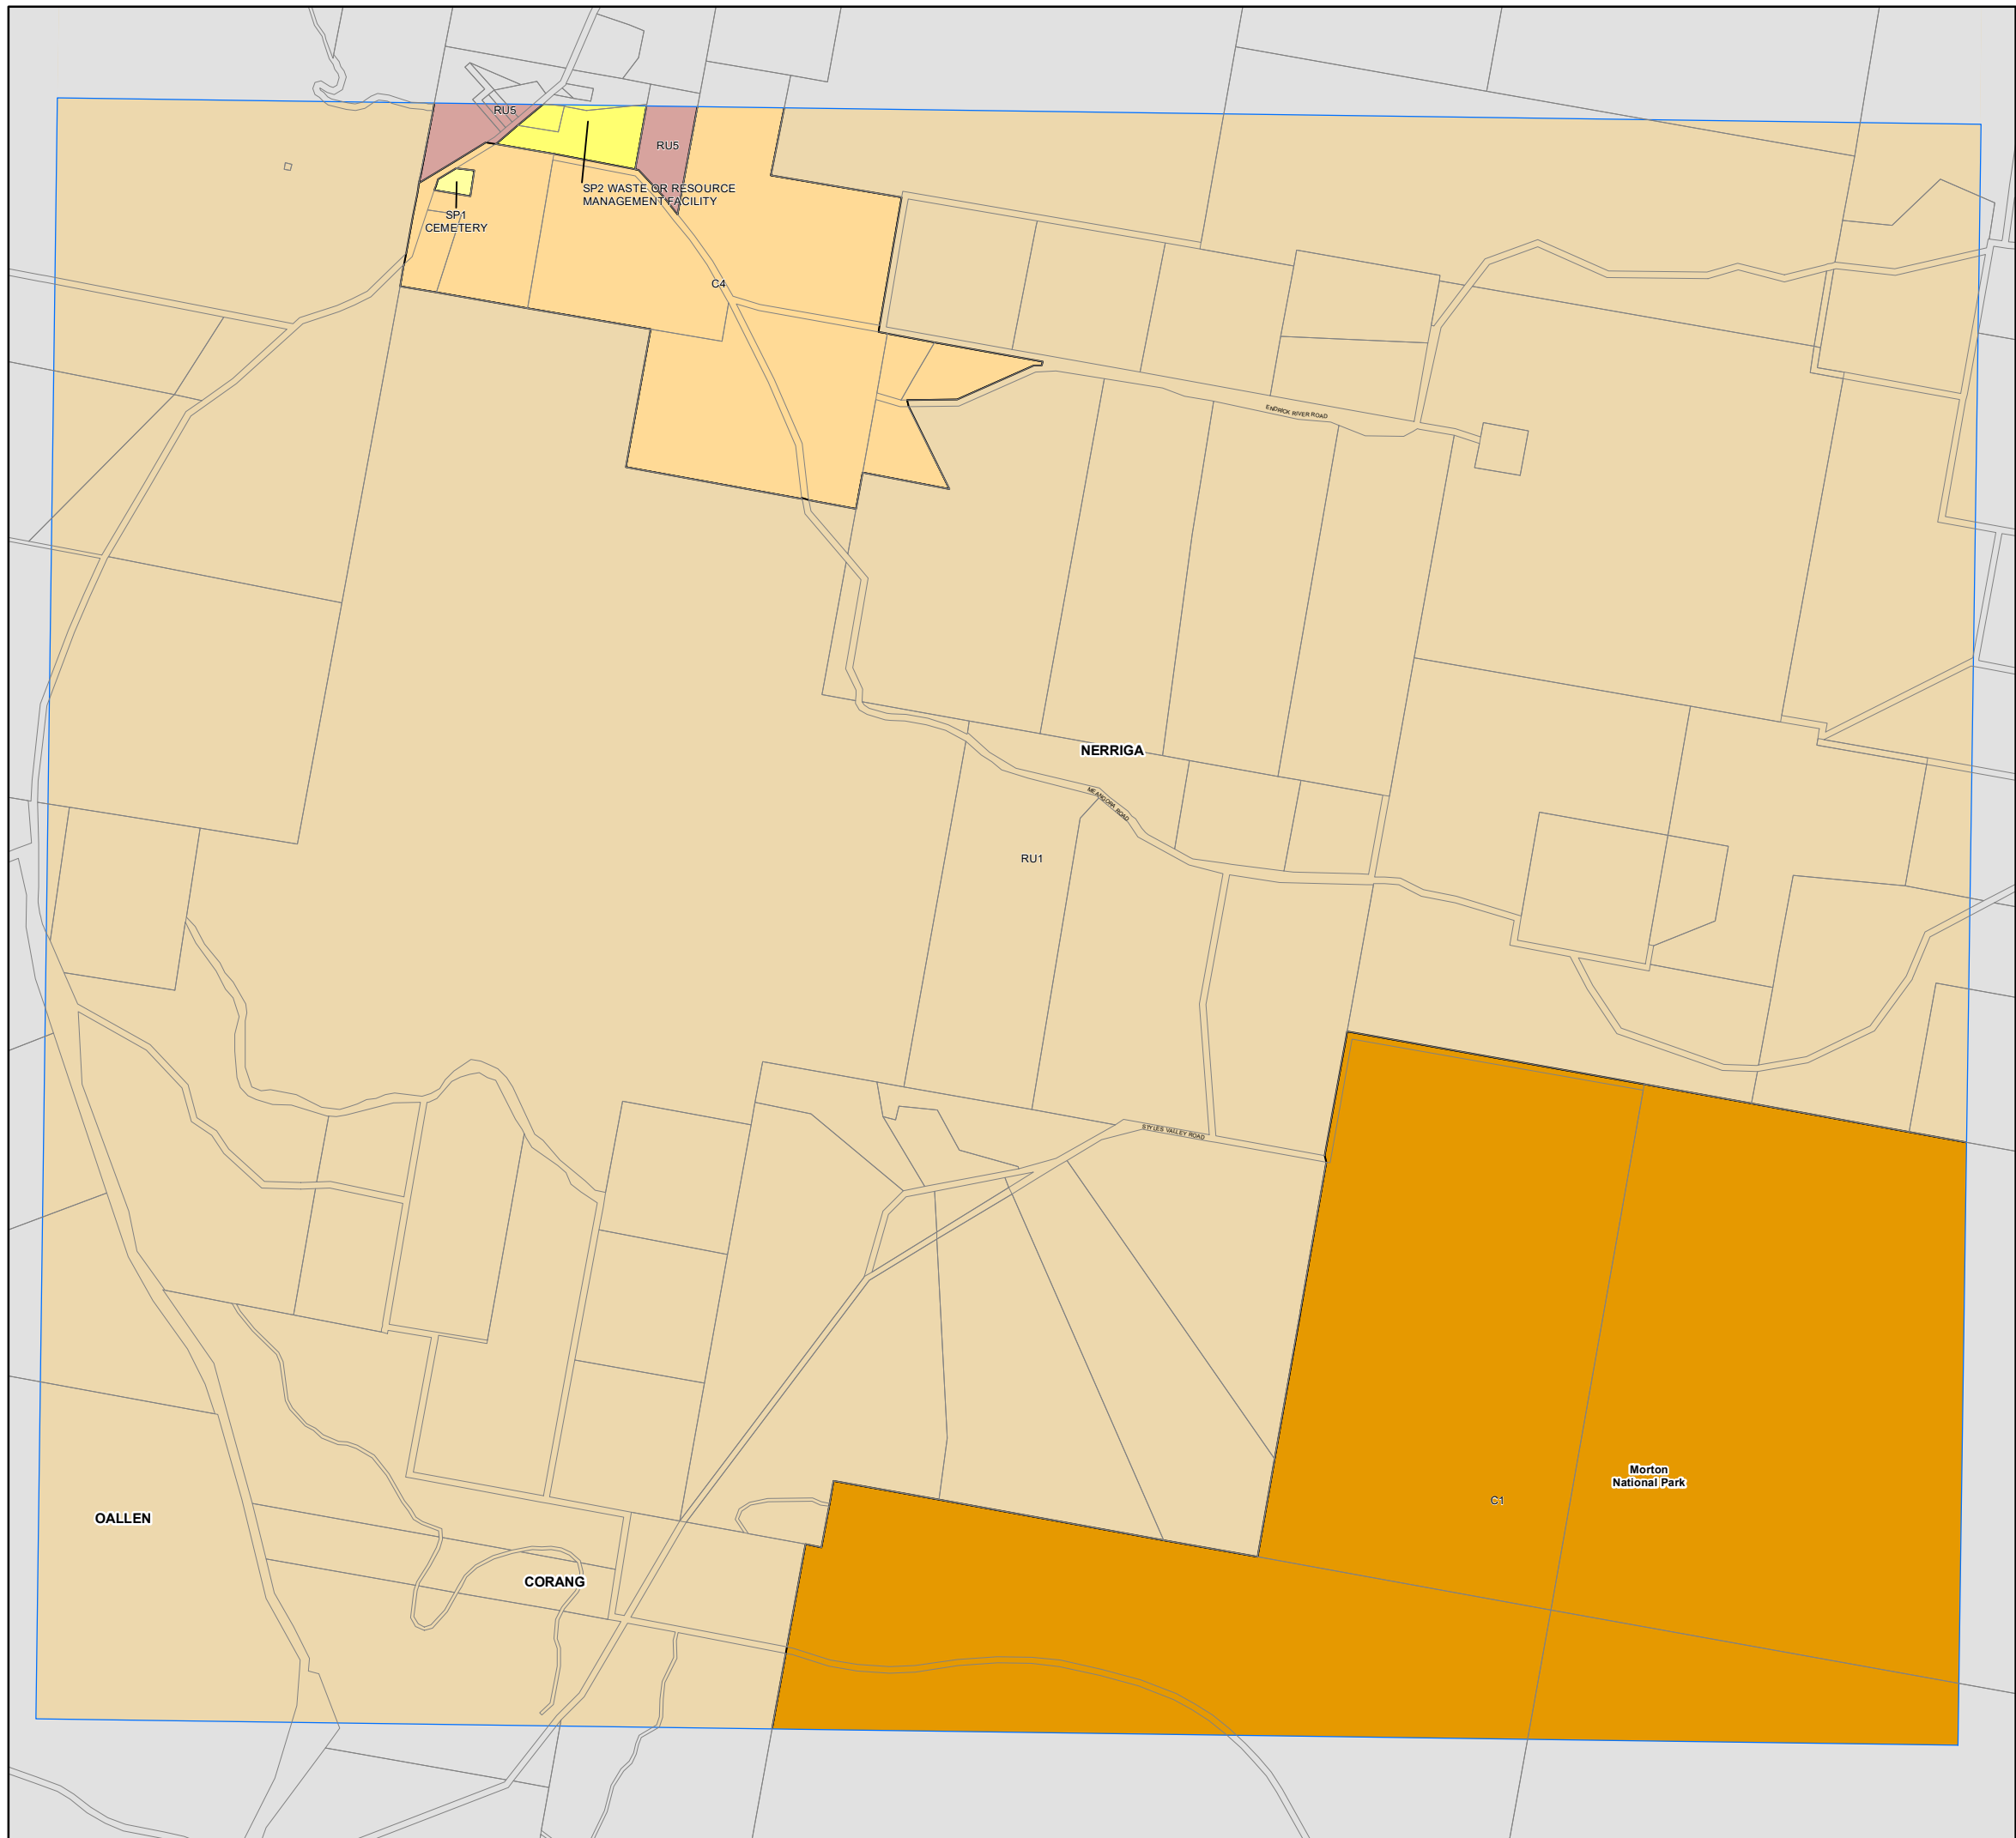 RU5
RU5
SP2 WASTE OR RESOURCE
MANAGEMENT FACILITY
SP1
CEMETERY
C4
ENDRICK RIVER ROAD
NERRIGA
MEANGORA ROAD
RU1
STYLES VALLEY ROAD
Morton
National Park
C1
OALLEN
CORANG